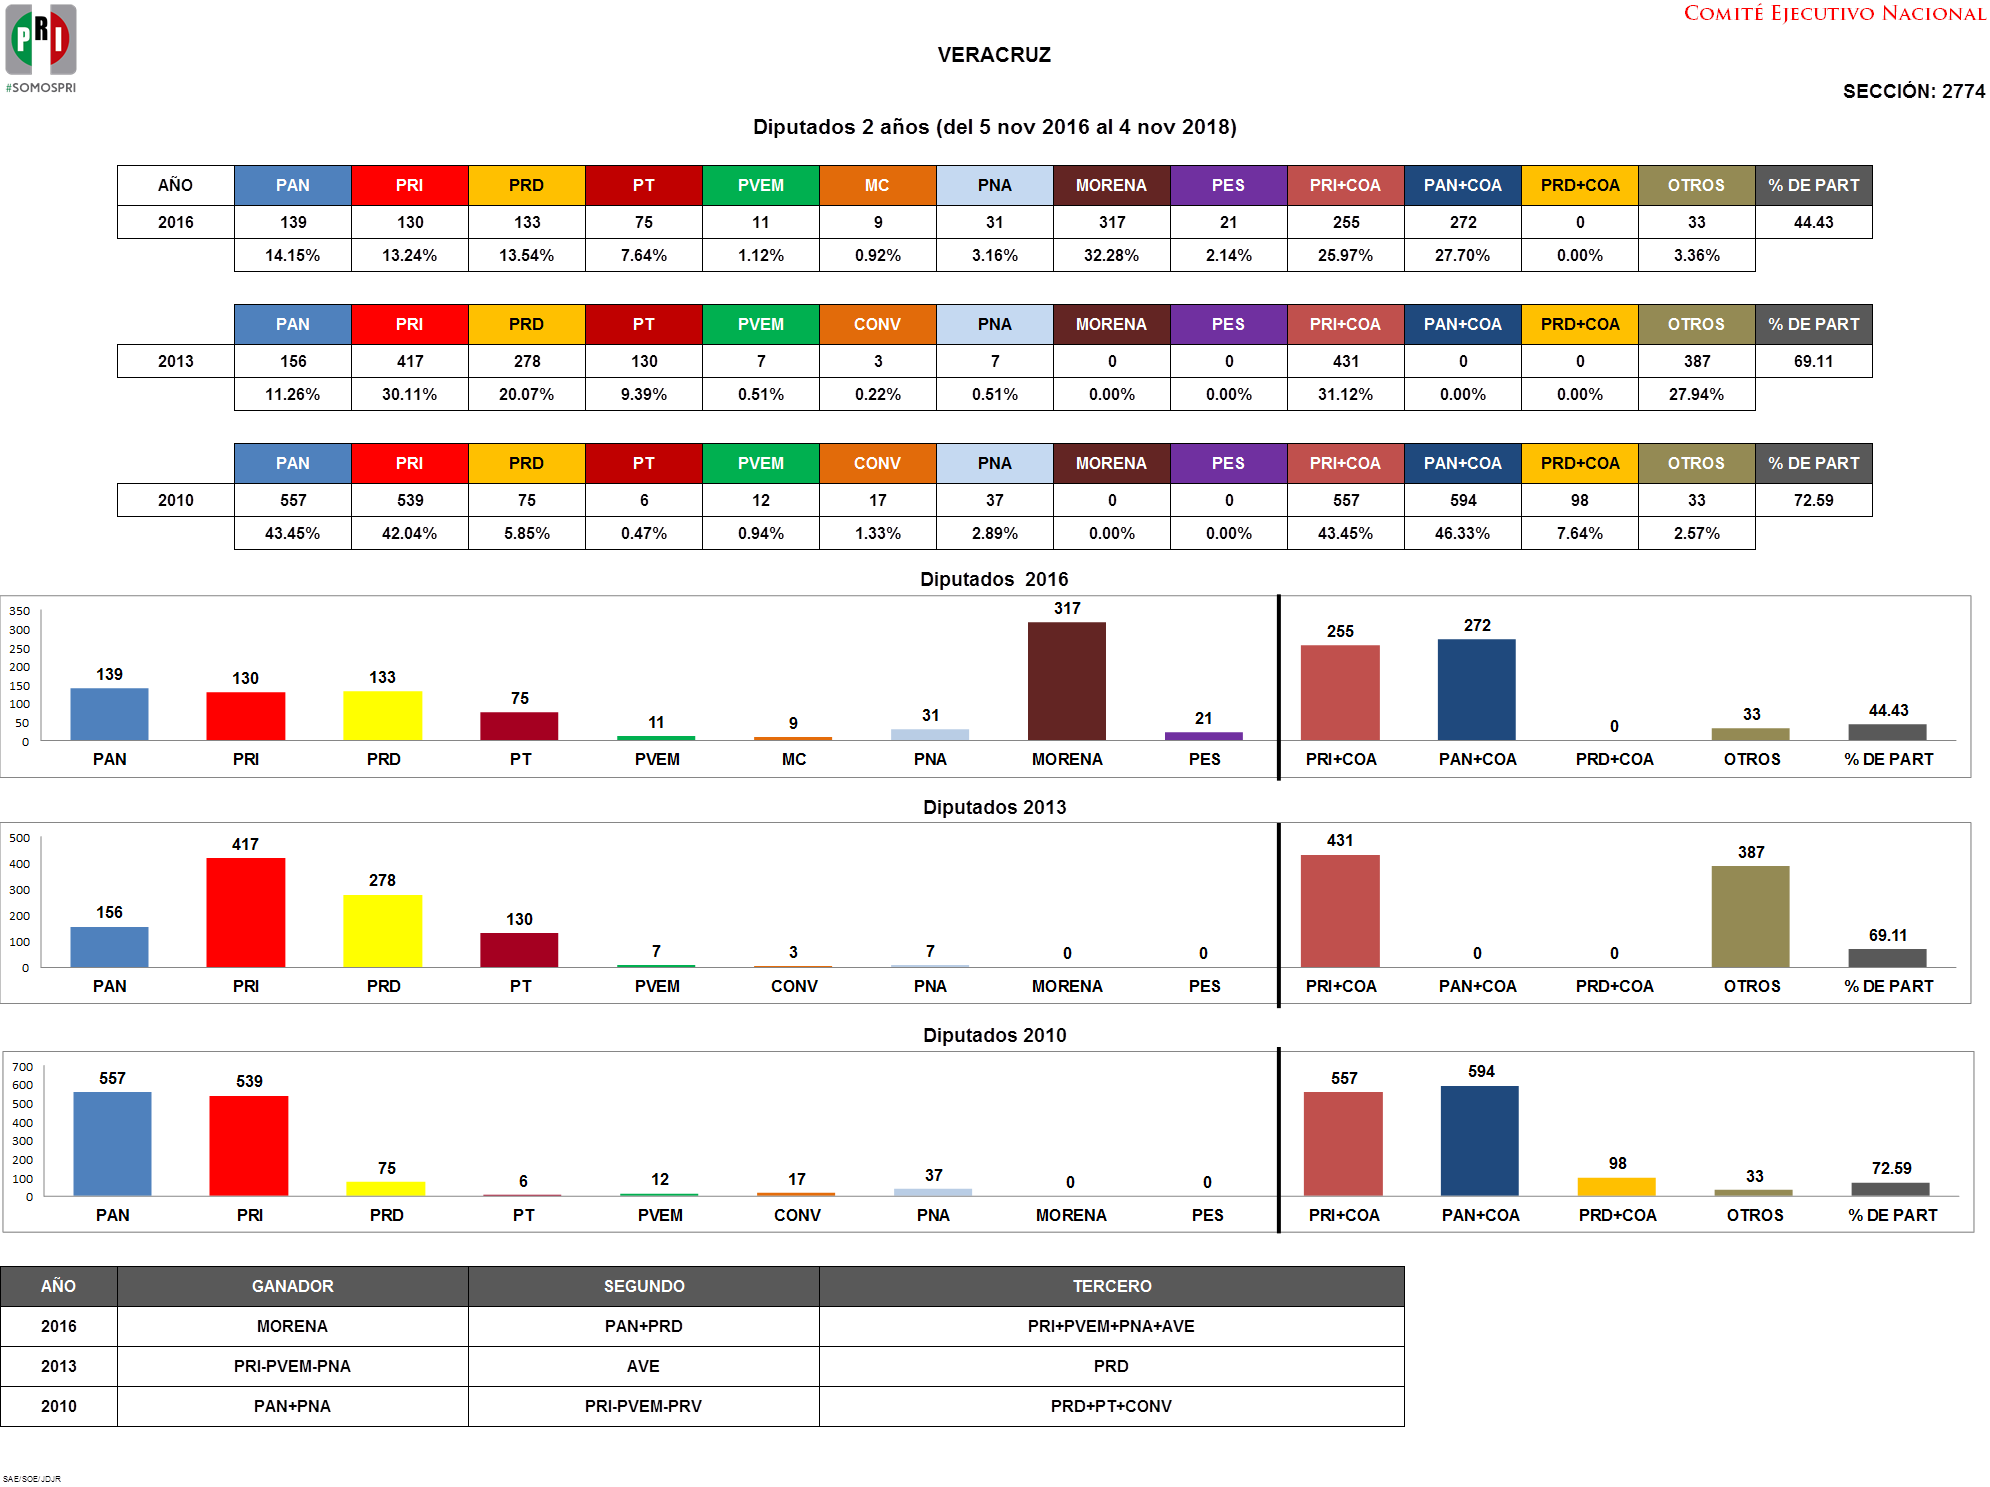 PRI
#SOMOSPRI
COMITÉ EJECUTIVO NACIONAL
VERACRUZ
SECCIÓN: 2774
Diputados 2 años (del 5 nov 2016 al 4 nov 2018)
AÑO PAN PRI PRD PT PVEM MC PNA MORENA PES PRI+COA PAN+COA PRD+COA OTROS % DE PART
2016 139 130 133 75 11 9 31 317 21 255 272 0 33 44.43
14.15% 13.24% 13.54% 7.64% 1.12% 0.92% 3.16% 32.28% 2.14% 25.97% 27.70% 0.00% 3.36%
PAN PRI PRD PT PVEM CONV PNA MORENA PES PRI+COA PAN+COA PRD+COA OTROS % DE PART
2013 156 417 278 130 7 3 7 0 0 431 0 0 387 69.11
11.26% 30.11% 20.07% 9.39% 0.51% 0.22% 0.51% 0.00% 0.00% 31.12% 0.00% 0.00% 27.94%
PAN PRI PRD PT PVEM CONV PNA MORENA PES PRI+COA PAN+COA PRD+COA OTROS % DE PART
2010 557 539 75 6 12 17 37 0 0 557 594 98 33 72.59
43.45% 42.04% 5.85% 0.47% 0.94% 1.33% 2.89% 0.00% 0.00% 43.45% 46.33% 7.64% 2.57%
Diputados 2016
350
300
250
200
150
100
50
0
139 130 133 75 11 9 31 317 21 255 272 0 33 44.43
PAN PRI PRD PT PVEM MC PNA MORENA PES PRI+COA PAN+COA PRD+COA OTROS % DE PART
Diputados 2013
500
400
300
200
100
0
156 417 278 130 7 3 7 0 0 431 0 0 387 69.11
PAN PRI PRD PT PVEM CONV PNA MORENA PES PRI+COA PAN+COA PRD+COA OTROS % DE PART
Diputados 2010
700
600
500
400
300
200
100
0
557 539 75 6 12 17 37 0 0 557 594 98 33 72.59
PAN PRI PRD PT PVEM CONV PNA MORENA PES PRI+COA PAN+COA PRD+COA OTROS % DE PART
AÑO GANADOR SEGUNDO TERCERO
2016 MORENA PAN+PRD PRI+PVEM+PNA+AVE
2013 PRI-PVEM-PNA AVE PRD
2010 PAN+PNA PRI-PVEM-PRV PRD+PT+CONV
SAE/SOE/JDJR